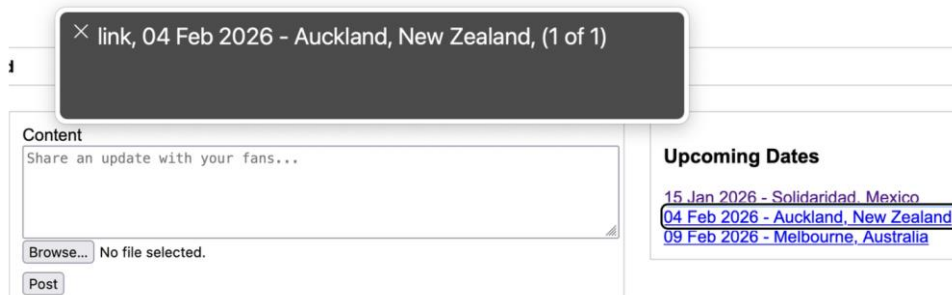 × link, 04 Feb 2026 - Auckland, New Zealand, (1 of 1)
d
Content
Share an update with your fans...
Browse... No file selected.
Post
Upcoming Dates
15 Jan 2026 - Solidaridad, Mexico
04 Feb 2026 - Auckland, New Zealand
09 Feb 2026 - Melbourne, Australia